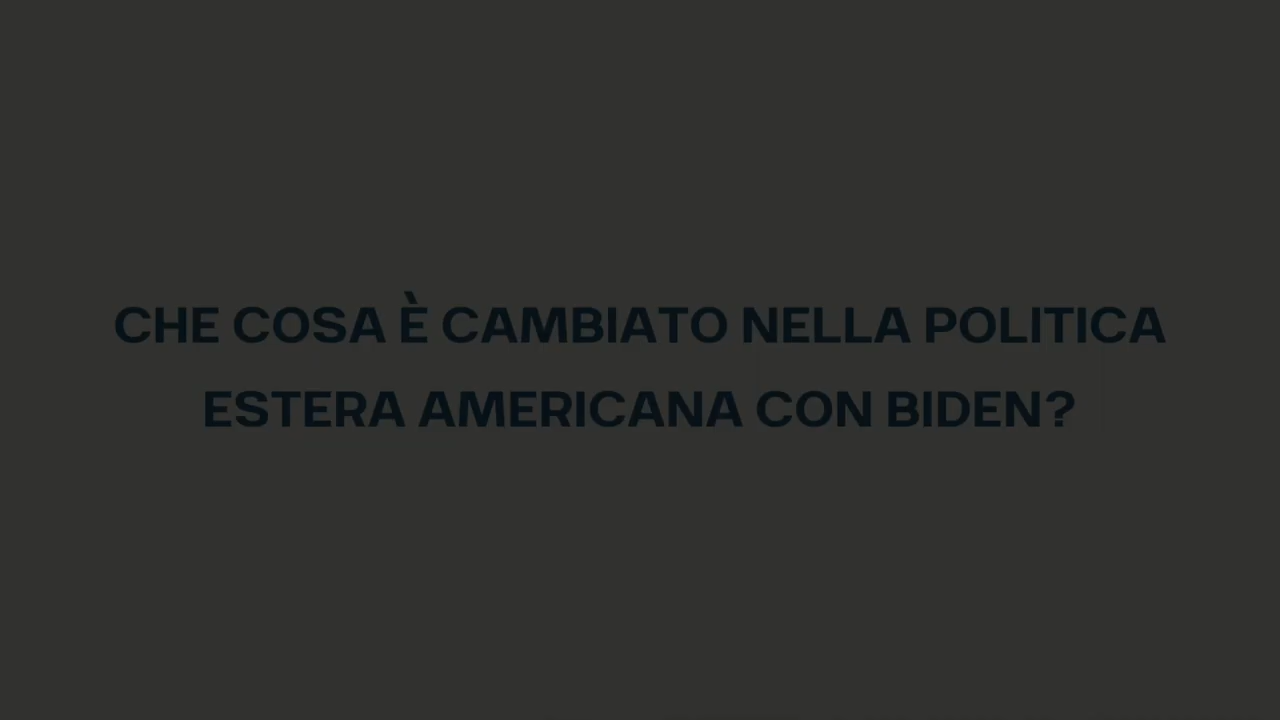 CHE COSA È CAMBIATO NELLA POLITICA
ESTERA AMERICANA CON BIDEN?